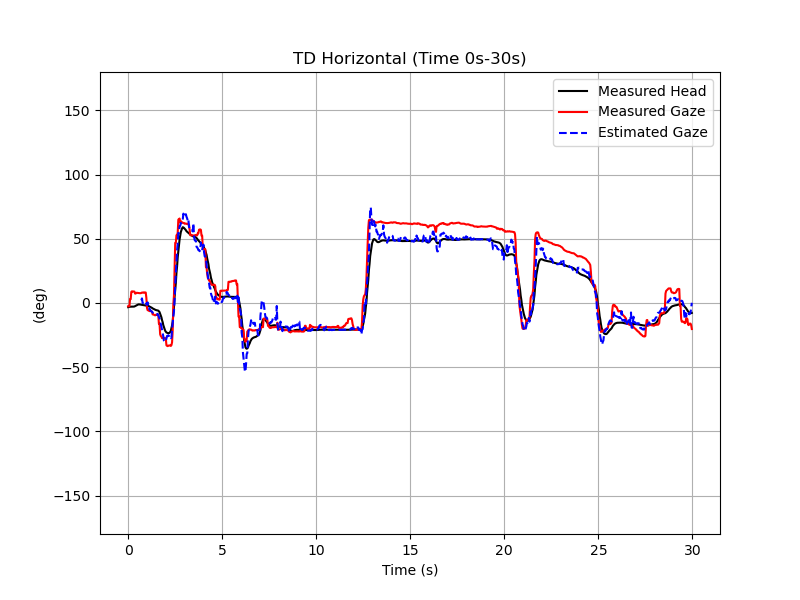 TD Horizontal (Time 0s-30s)
Measured Head
Measured Gaze
Estimated Gaze
150
100
50
0
−50
−100
−150
(deg)
0 5 10 15 20 25 30
Time (s)